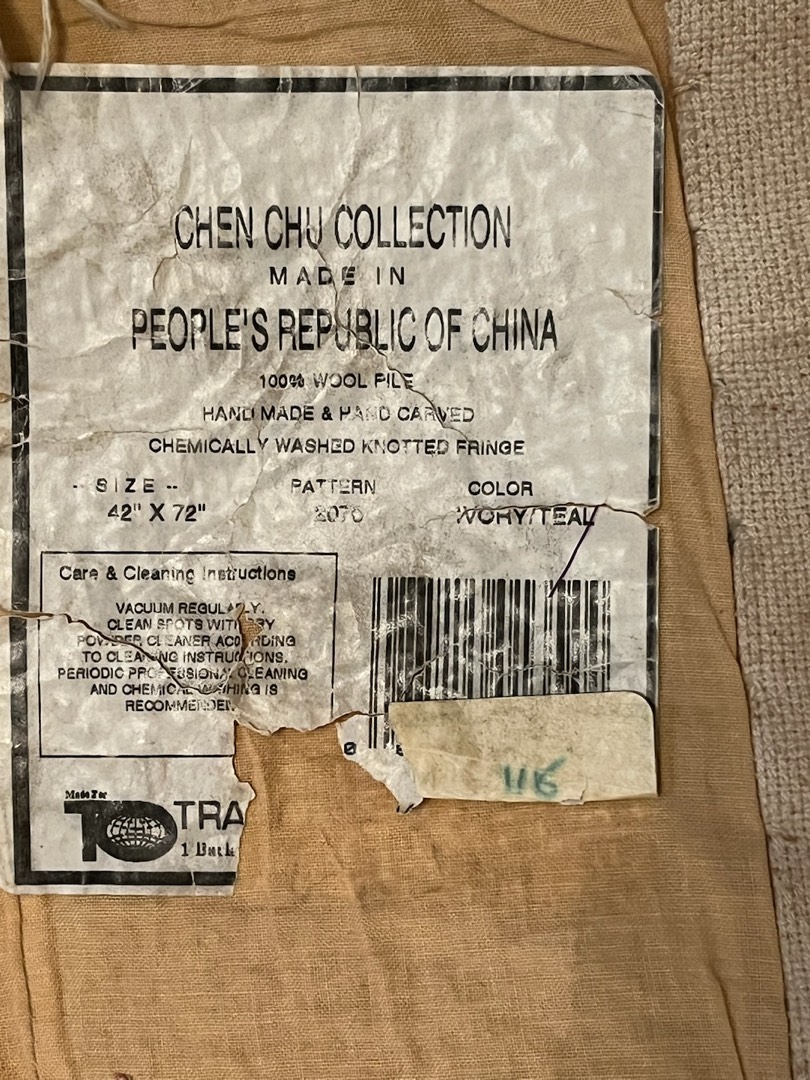 CHEN CHU COLLECTION
MADE IN
PEOPLE'S REPUBLIC OF CHINA
100% WOOL PILE
HAND MADE & HAND CARVED
CHEMICALLY WASHED KNOTTED FRINGE
-- SIZE -- PATTERN COLOR
42" X 72" IVORY/TEAL
Care & Cleaning Instructions
VACUUM REGULARLY.
CLEAN SPOTS WITH DRY
POWDER CLEANER ACCORDING
TO CLEANING INSTRUCTIONS.
PERIODIC PROFESSIONAL CLEANING
AND CHEMICAL WASHING IS
RECOMMENDED.
0
116
Made For
TRA
1